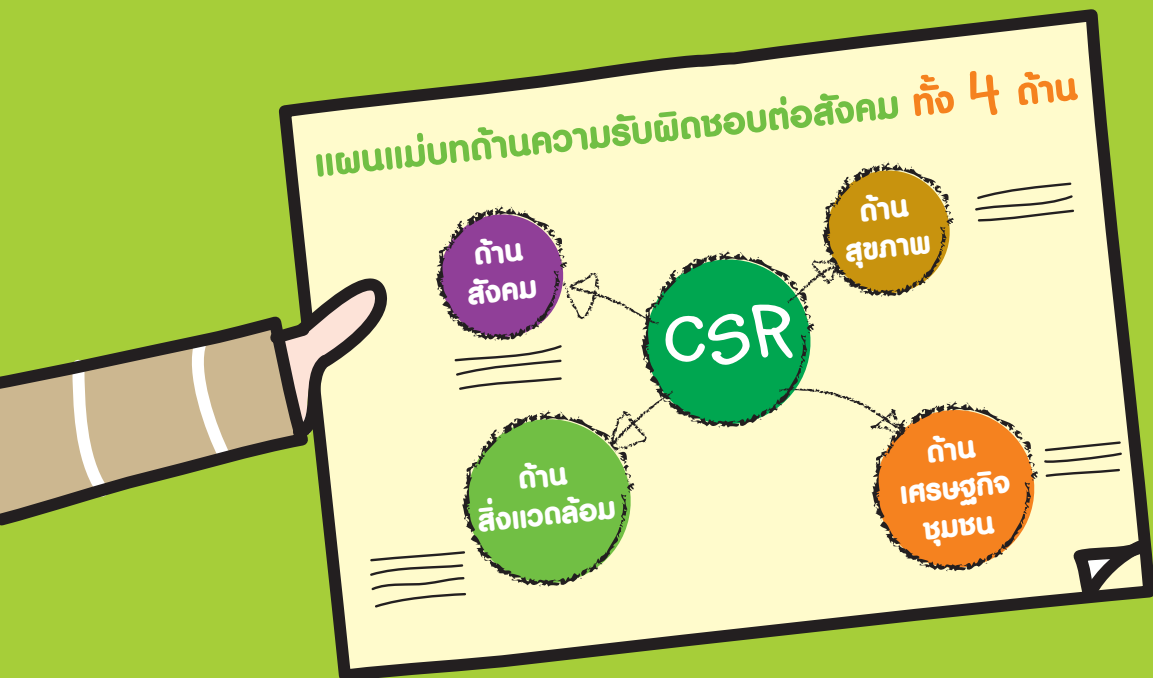 แผนแม่บทด้านความรับผิดชอบต่อสังคม ทั้ง 4 ด้าน
ด้าน
สังคม
ด้าน
สุขภาพ
CSR
ด้าน
สิ่งแวดล้อม
ด้าน
เศรษฐกิจ
ชุมชน